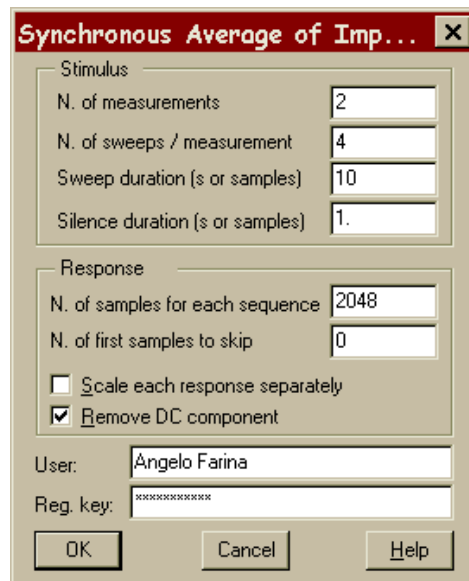 Synchronous Average of Imp...
Stimulus
N. of measurements 2
N. of sweeps / measurement 4
Sweep duration (s or samples) 10
Silence duration (s or samples) 1.
Response
N. of samples for each sequence 2048
N. of first samples to skip 0
Scale each response separately
Remove DC component
User: Angelo Farina
Reg. key: ***********
OK Cancel Help